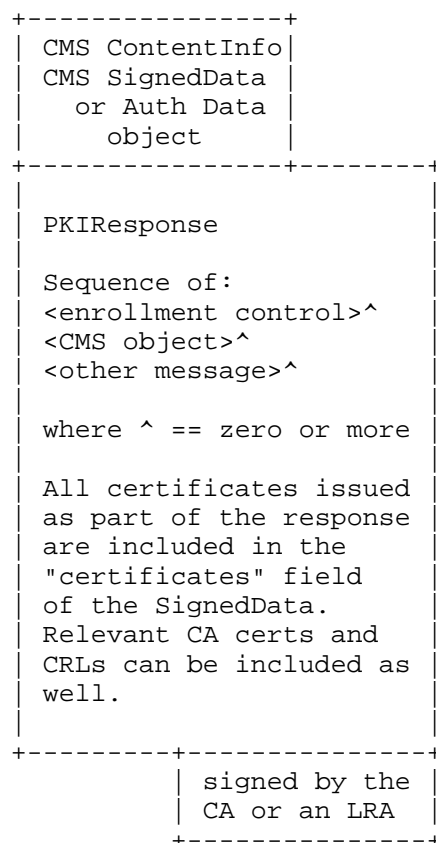 CMS ContentInfo
CMS SignedData
or Auth Data
object
PKIResponse
Sequence of:
<enrollment control>^
<CMS object>^
<other message>^
where ^ == zero or more
All certificates issued
as part of the response
are included in the
"certificates" field
of the SignedData.
Relevant CA certs and
CRLs can be included as
well.
signed by the
CA or an LRA